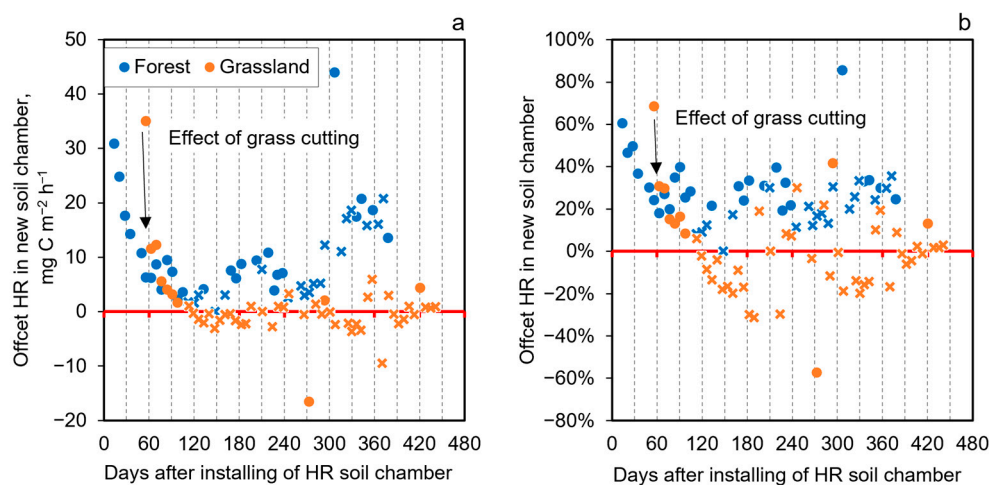 a
50
40
30
20
10
0
−10
−20
Forest Grassland
Effect of grass cutting
Offcet HR in new soil chamber,
mg C m−2 h−1
0 60 120 180 240 300 360 420 480
Days after installing of HR soil chamber
b
100%
80%
60%
40%
20%
0%
−20%
−40%
−60%
−80%
Effect of grass cutting
Offcet HR in new soil chamber
0 60 120 180 240 300 360 420 480
Days after installing of HR soil chamber